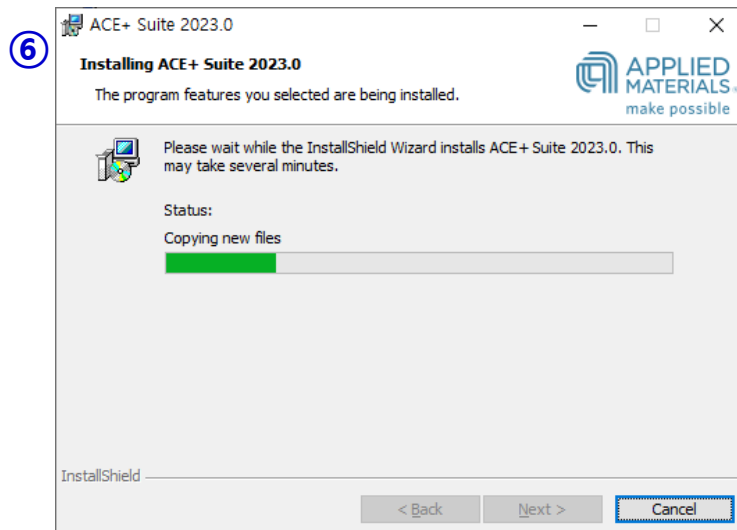 ⑥
ACE+ Suite 2023.0
Installing ACE+ Suite 2023.0
The program features you selected are being installed.
APPLIED
MATERIALS
make possible
Please wait while the InstallShield Wizard installs ACE+ Suite 2023.0. This
may take several minutes.
Status:
Copying new files
InstallShield
< Back
Next >
Cancel